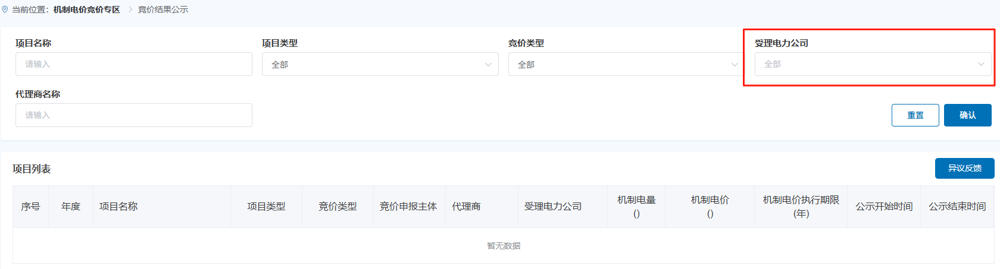 当前位置：机制电价竞价专区 > 竞价结果公示
项目名称 项目类型 竞价类型 受理电力公司
请输入 全部 全部 全部
代理商名称
请输入 重置 确认
项目列表 异议反馈
序号 年度 项目名称 项目类型 竞价类型 竞价申报主体 代理商 受理电力公司 机制电量 机制电价 机制电价执行期限 公示开始时间 公示结束时间
() () (年)
暂无数据